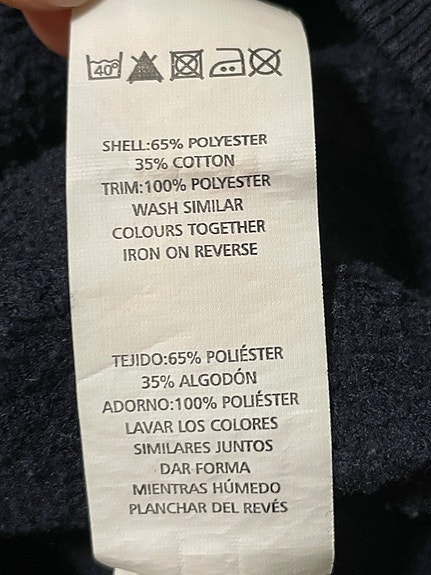 40°
SHELL:65% POLYESTER
35% COTTON
TRIM:100% POLYESTER
WASH SIMILAR
COLOURS TOGETHER
IRON ON REVERSE
TEJIDO:65% POLIÉSTER
35% ALGODÓN
ADORNO:100% POLIÉSTER
LAVAR LOS COLORES
SIMILARES JUNTOS
DAR FORMA
MIENTRAS HÚMEDO
PLANCHAR DEL REVÉS